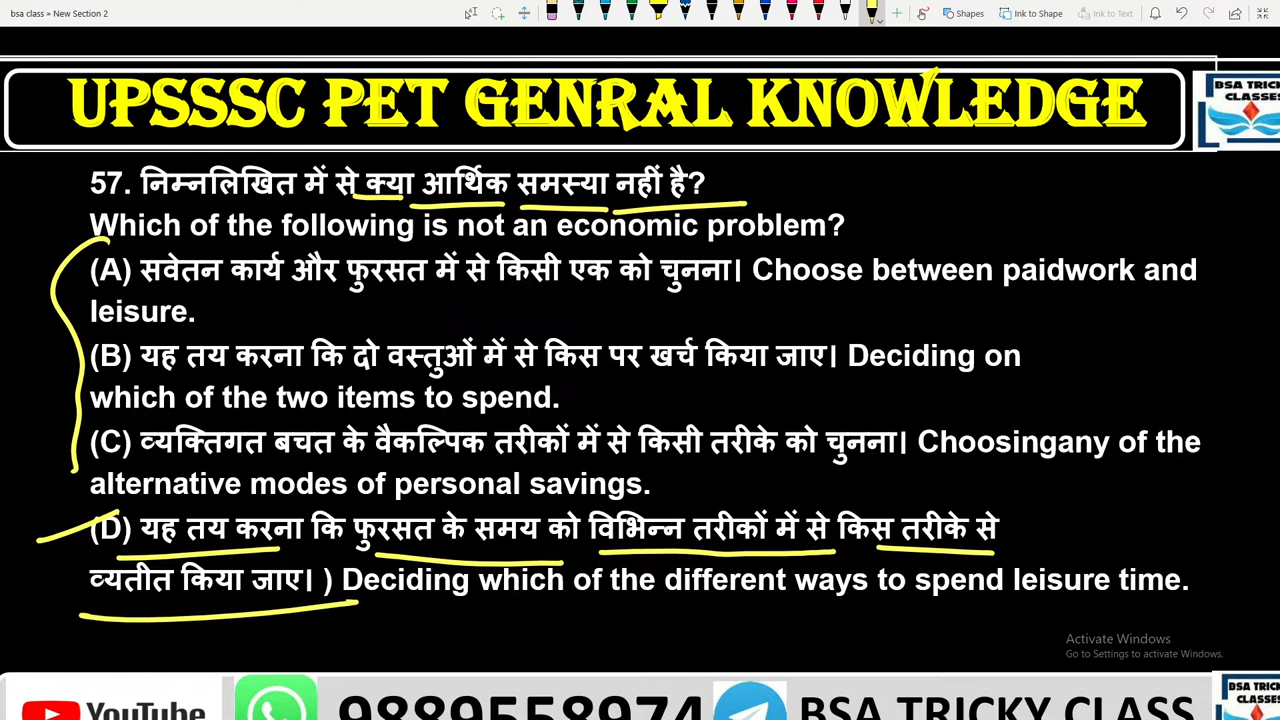 bsa class » New Section 2
Shapes
Ink to Shape
Ink to Text
UPSSSC PET GENRAL KNOWLEDGE
BSA TRICK
CLASSES
57. निम्नलिखित में से क्या आर्थिक समस्या नहीं है?
Which of the following is not an economic problem?
(A) सवेतन कार्य और फुरसत में से किसी एक को चुनना। Choose between paidwork and
leisure.
(B) यह तय करना कि दो वस्तुओं में से किस पर खर्च किया जाए। Deciding on
which of the two items to spend.
(C) व्यक्तिगत बचत के वैकल्पिक तरीकों में से किसी तरीके को चुनना। Choosingany of the
alternative modes of personal savings.
(D) यह तय करना कि फुरसत के समय को विभिन्न तरीकों में से किस तरीके से
व्यतीत किया जाए। ) Deciding which of the different ways to spend leisure time.
Activate Windows
Go to Settings to activate Windows.
YouTube
9889558974
BSA TRICKY CLASS
BSA TRICK